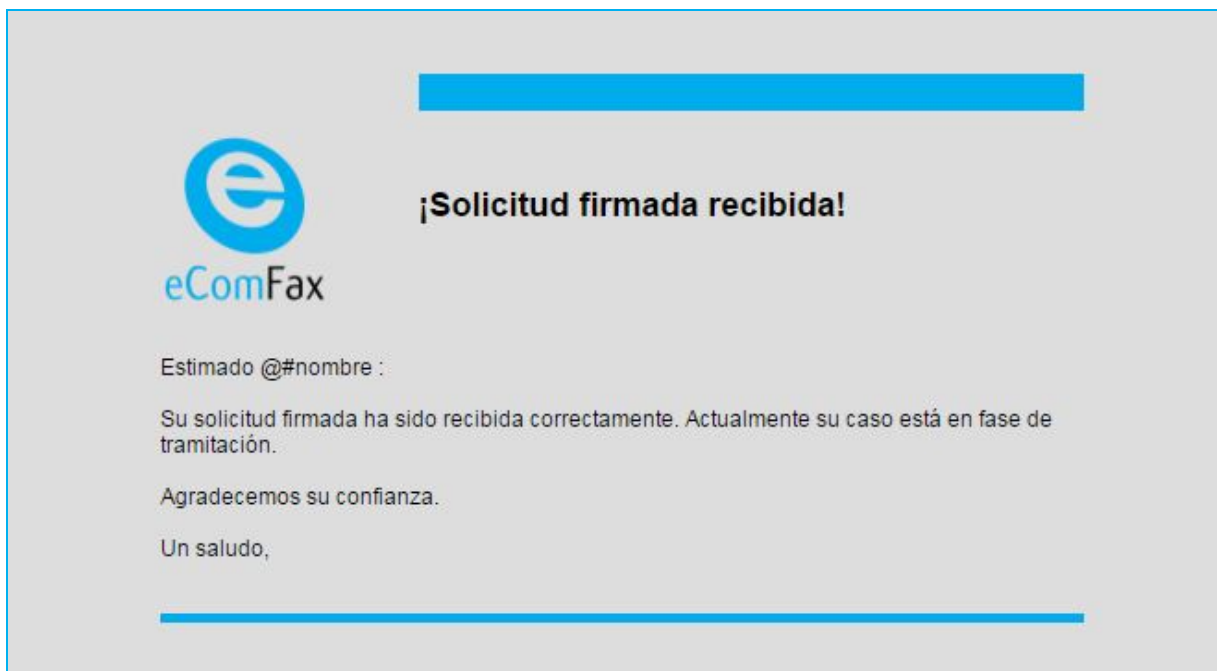 eComFax
¡Solicitud firmada recibida!
Estimado @#nombre :
Su solicitud firmada ha sido recibida correctamente. Actualmente su caso está en fase de
tramitación.
Agradecemos su confianza.
Un saludo,